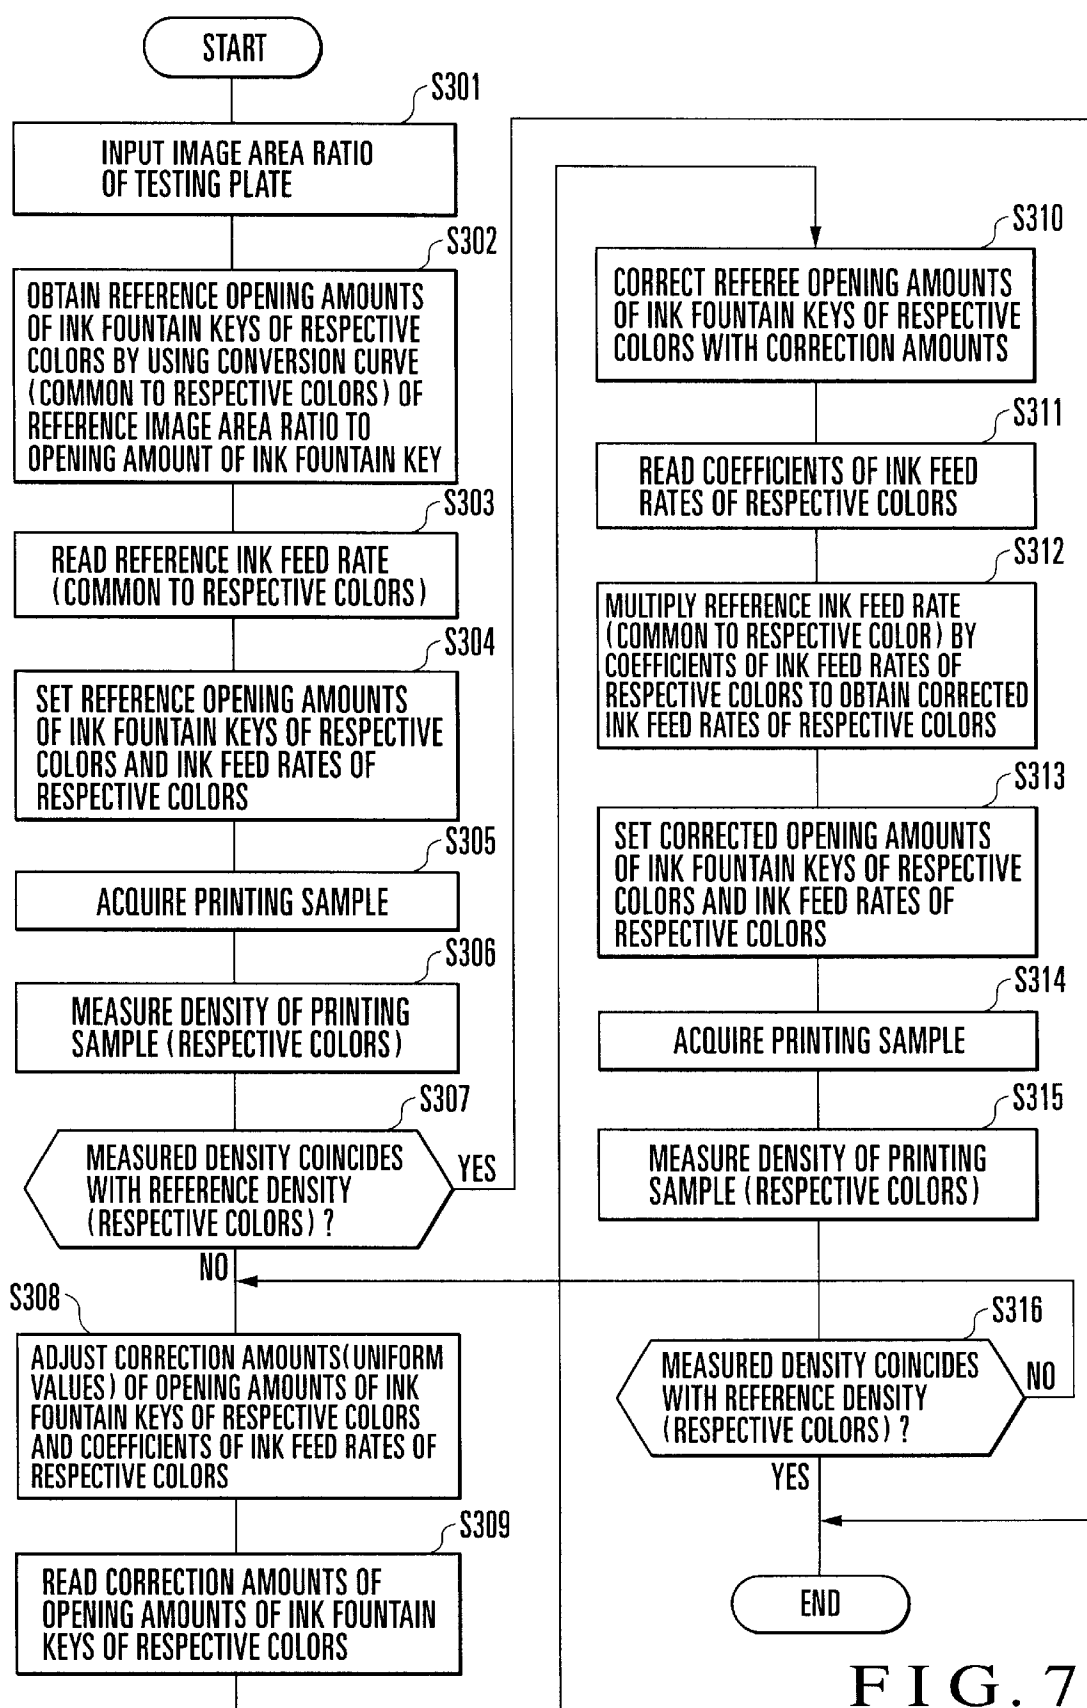 START
S301
INPUT IMAGE AREA RATIO
OF TESTING PLATE
S302
OBTAIN REFERENCE OPENING AMOUNTS
OF INK FOUNTAIN KEYS OF RESPECTIVE
COLORS BY USING CONVERSION CURVE
(COMMON TO RESPECTIVE COLORS) OF
REFERENCE IMAGE AREA RATIO TO
OPENING AMOUNT OF INK FOUNTAIN KEY
S303
READ REFERENCE INK FEED RATE
(COMMON TO RESPECTIVE COLORS)
S304
SET REFERENCE OPENING AMOUNTS
OF INK FOUNTAIN KEYS OF RESPECTIVE
COLORS AND INK FEED RATES OF
RESPECTIVE COLORS
S305
ACQUIRE PRINTING SAMPLE
S306
MEASURE DENSITY OF PRINTING
SAMPLE (RESPECTIVE COLORS)
S307
MEASURED DENSITY COINCIDES
WITH REFERENCE DENSITY
(RESPECTIVE COLORS) ?
YES
NO
S308
ADJUST CORRECTION AMOUNTS(UNIFORM
VALUES) OF OPENING AMOUNTS OF INK
FOUNTAIN KEYS OF RESPECTIVE COLORS
AND COEFFICIENTS OF INK FEED RATES OF
RESPECTIVE COLORS
S309
READ CORRECTION AMOUNTS OF
OPENING AMOUNTS OF INK FOUNTAIN
KEYS OF RESPECTIVE COLORS
S310
CORRECT REFEREE OPENING AMOUNTS
OF INK FOUNTAIN KEYS OF RESPECTIVE
COLORS WITH CORRECTION AMOUNTS
S311
READ COEFFICIENTS OF INK FEED
RATES OF RESPECTIVE COLORS
S312
MULTIPLY REFERENCE INK FEED RATE
(COMMON TO RESPECTIVE COLOR) BY
COEFFICIENTS OF INK FEED RATES OF
RESPECTIVE COLORS TO OBTAIN CORRECTED
INK FEED RATES OF RESPECTIVE COLORS
S313
SET CORRECTED OPENING AMOUNTS
OF INK FOUNTAIN KEYS OF RESPECTIVE
COLORS AND INK FEED RATES OF
RESPECTIVE COLORS
S314
ACQUIRE PRINTING SAMPLE
S315
MEASURE DENSITY OF PRINTING
SAMPLE (RESPECTIVE COLORS)
S316
MEASURED DENSITY COINCIDES
WITH REFERENCE DENSITY
(RESPECTIVE COLORS) ?
NO
YES
END
FIG. 7